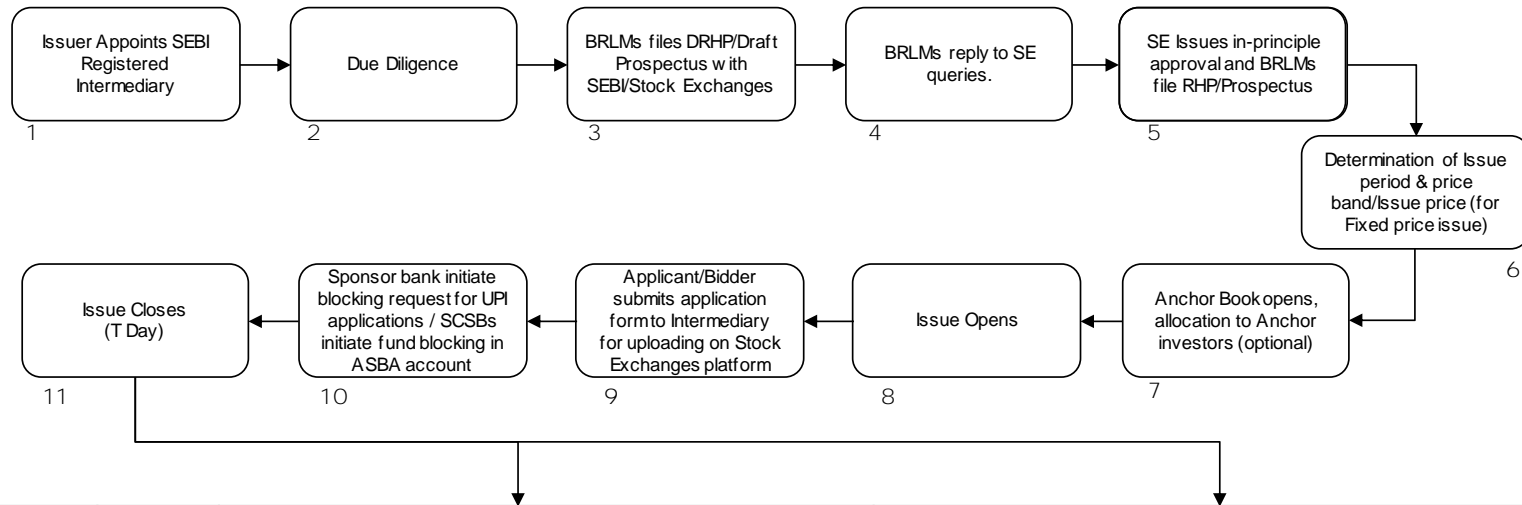 Issuer Appoints SEBI
Registered
Intermediary
1
Due Diligence
2
BRLMs files DRHP/Draft
Prospectus with
SEBI/Stock Exchanges
3
BRLMs reply to SE
queries.
4
SE Issues in-principle
approval and BRLMs
file RHP/Prospectus
5
Determination of Issue
period & price
band/Issue price (for
Fixed price issue)
6
Anchor Book opens,
allocation to Anchor
investors (optional)
7
Issue Opens
8
Applicant/Bidder
submits application
form to Intermediary
for uploading on Stock
Exchanges platform
9
Sponsor bank initiate
blocking request for UPI
applications / SCSBs
initiate fund blocking in
ASBA account
10
Issue Closes
(T Day)
11